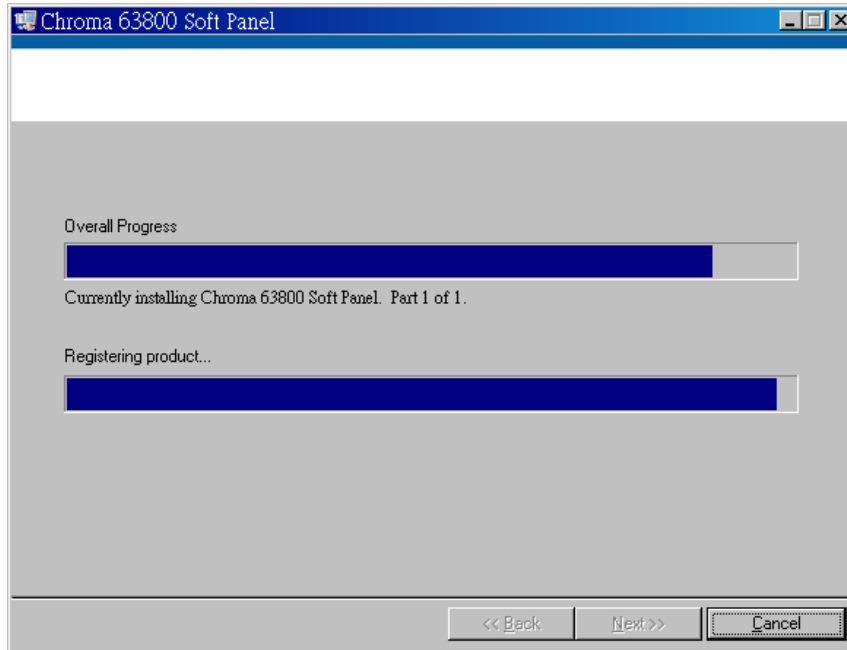 Chroma 63800 Soft Panel
Overall Progress
Currently installing Chroma 63800 Soft Panel. Part 1 of 1.
Registering product...
<< Back
Next >>
Cancel